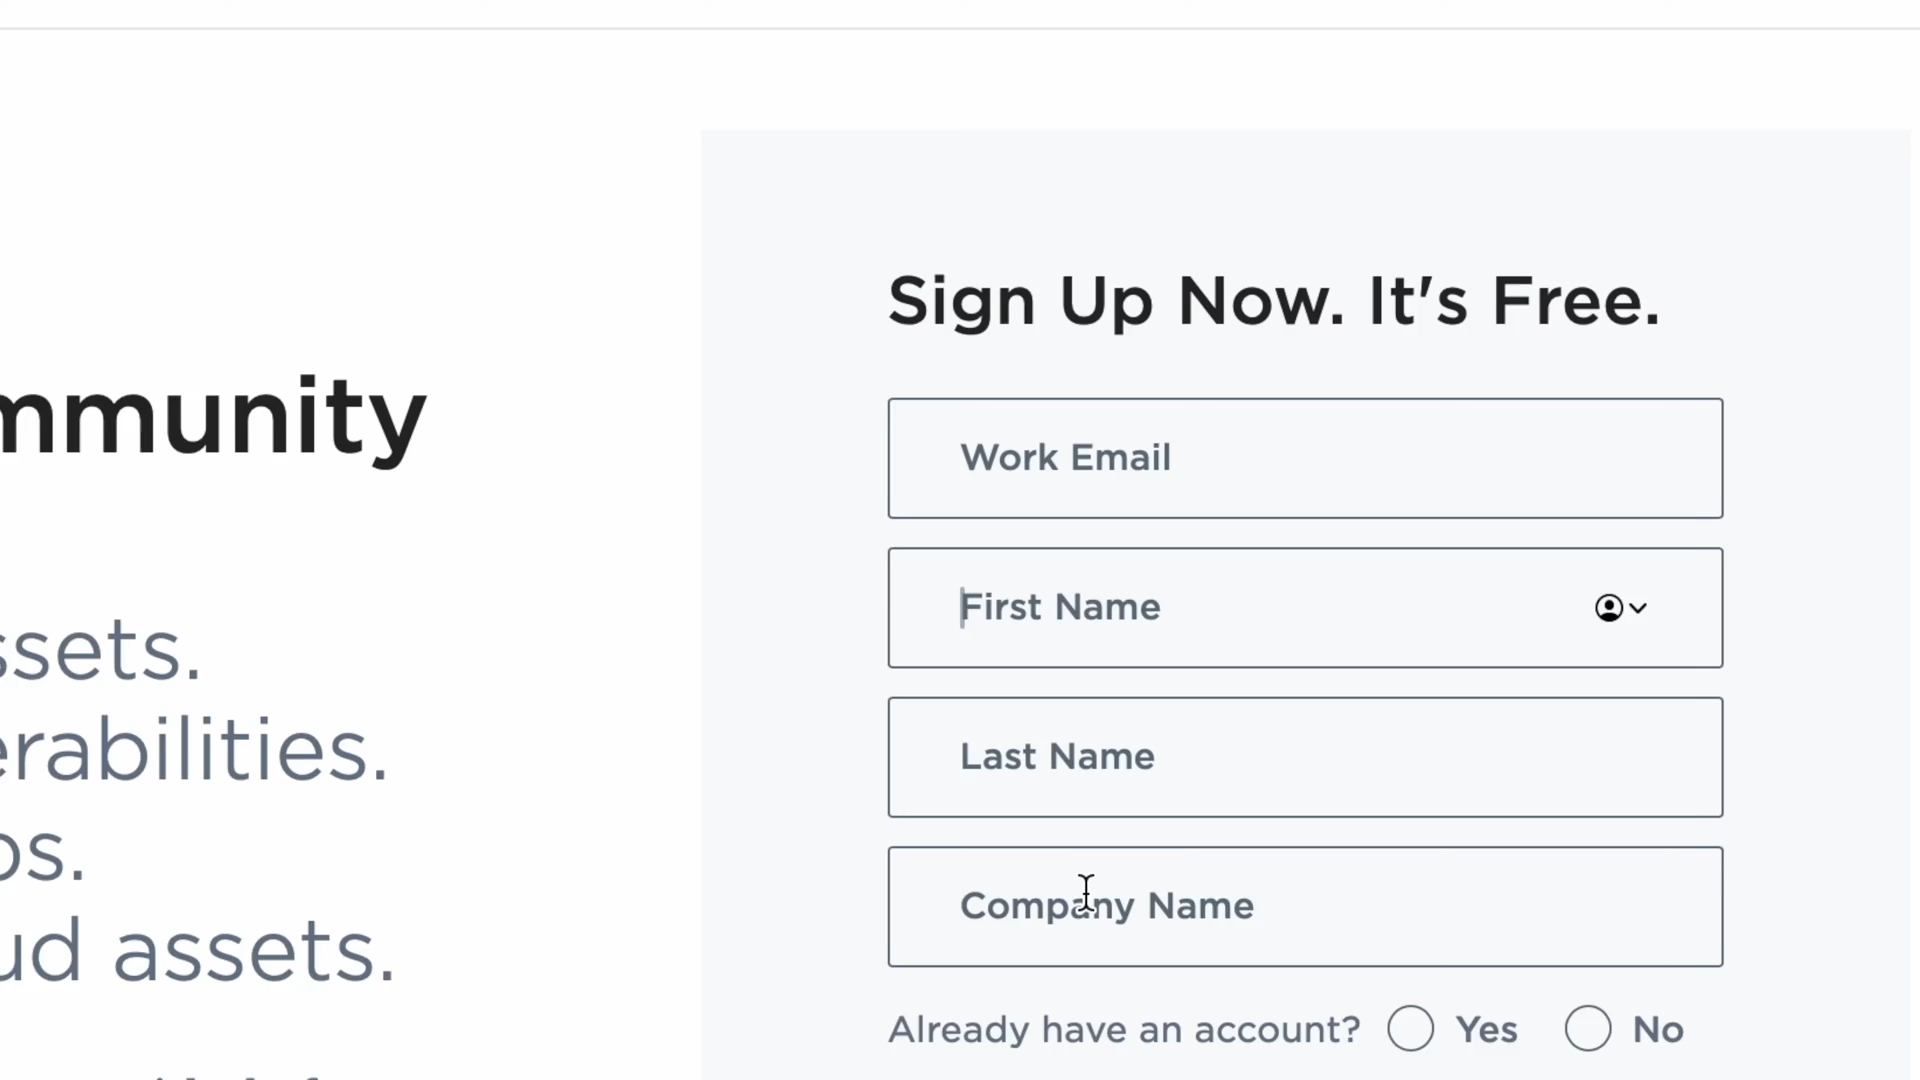 mmunity
ssets.
erabilities.
os.
ud assets.
Sign Up Now. It's Free.
Work Email
First Name
Last Name
Company Name
Already have an account? Yes No